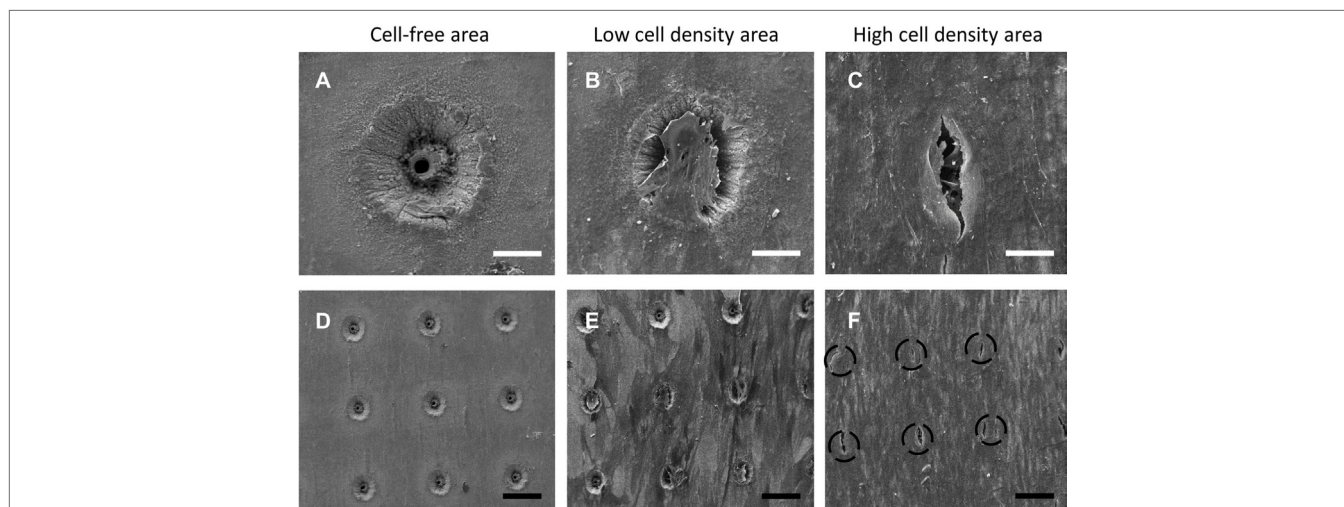 Cell-free area
Low cell density area
High cell density area
A
B
C
D
E
F